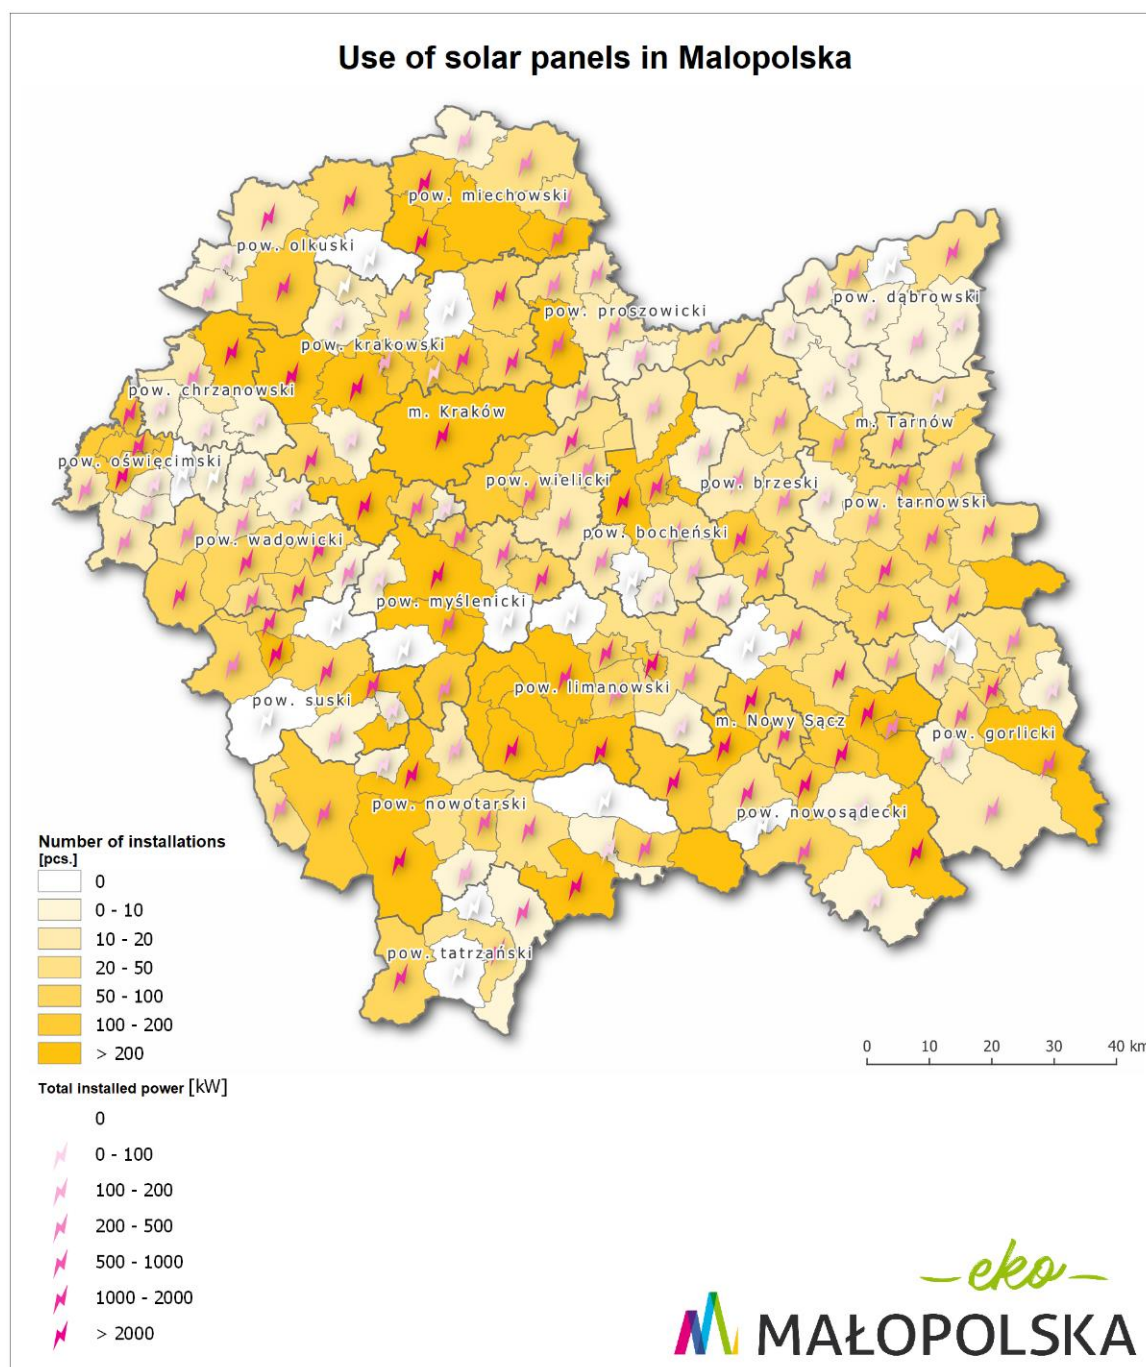 Use of solar panels in Malopolska
pow. miechowski
pow. olkuski
pow. dąbrowski
pow. proszowicki
pow. krakowski
pow. chrzanowski
m. Kraków
m. Tarnów
pow. oświęcimski
pow. wielicki
pow. brzeski
pow. tarnowski
pow. bocheński
pow. wadowicki
pow. myślenicki
pow. limanowski
pow. suski
m. Nowy Sącz
pow. gorlicki
pow. nowotarski
pow. nowosądecki
pow. tatrzański
Number of installations
[pcs.]
0
0 - 10
10 - 20
20 - 50
50 - 100
100 - 200
> 200
0 10 20 30 40 km
Total installed power [kW]
0
0 - 100
100 - 200
200 - 500
500 - 1000
1000 - 2000
> 2000
eko
MAŁOPOLSKA